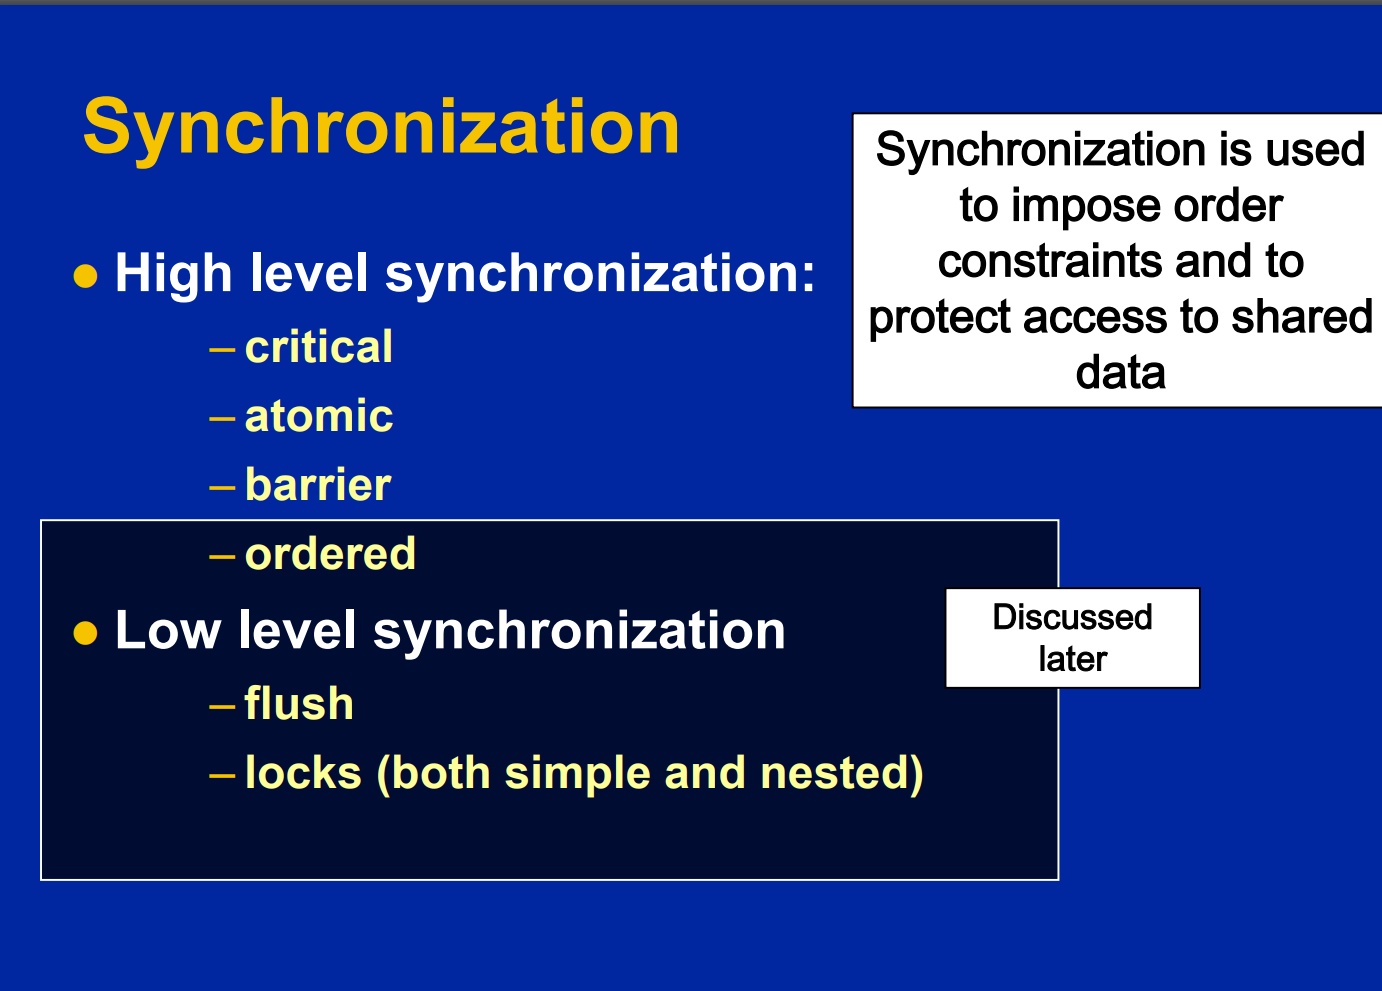 Synchronization
Synchronization is used
to impose order
constraints and to
protect access to shared
data
● High level synchronization:
– critical
– atomic
– barrier
– ordered
● Low level synchronization
– flush
– locks (both simple and nested)
Discussed
later